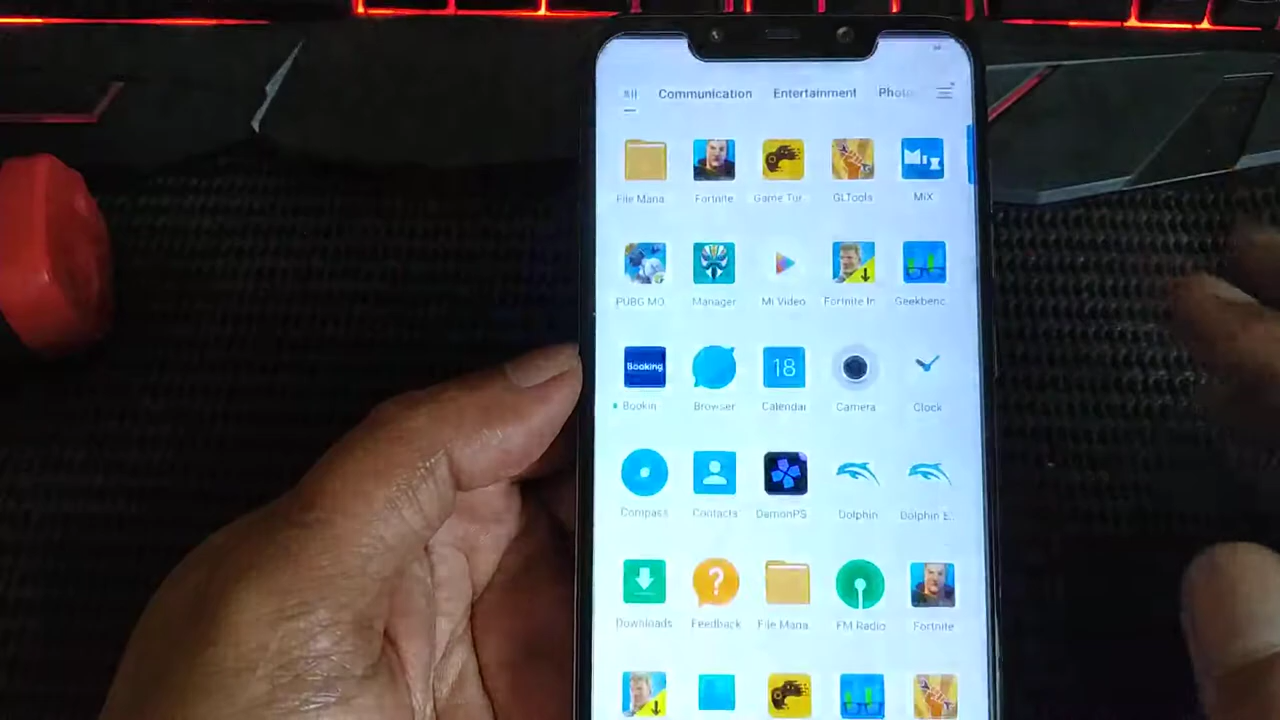 All Communication Entertainment Photo
File Mana Fortnite Game Tur.. GLTools MiX
MiX
PUBG MO.. Manager Mi Video Fortnite In Geekbenc..
Booking
18
Bookin Browser Calendar Camera Clock
Compass Contacts DamonPS.. Dolphin Dolphin E..
?
Downloads Feedback File Mana FM Radio Fortnite